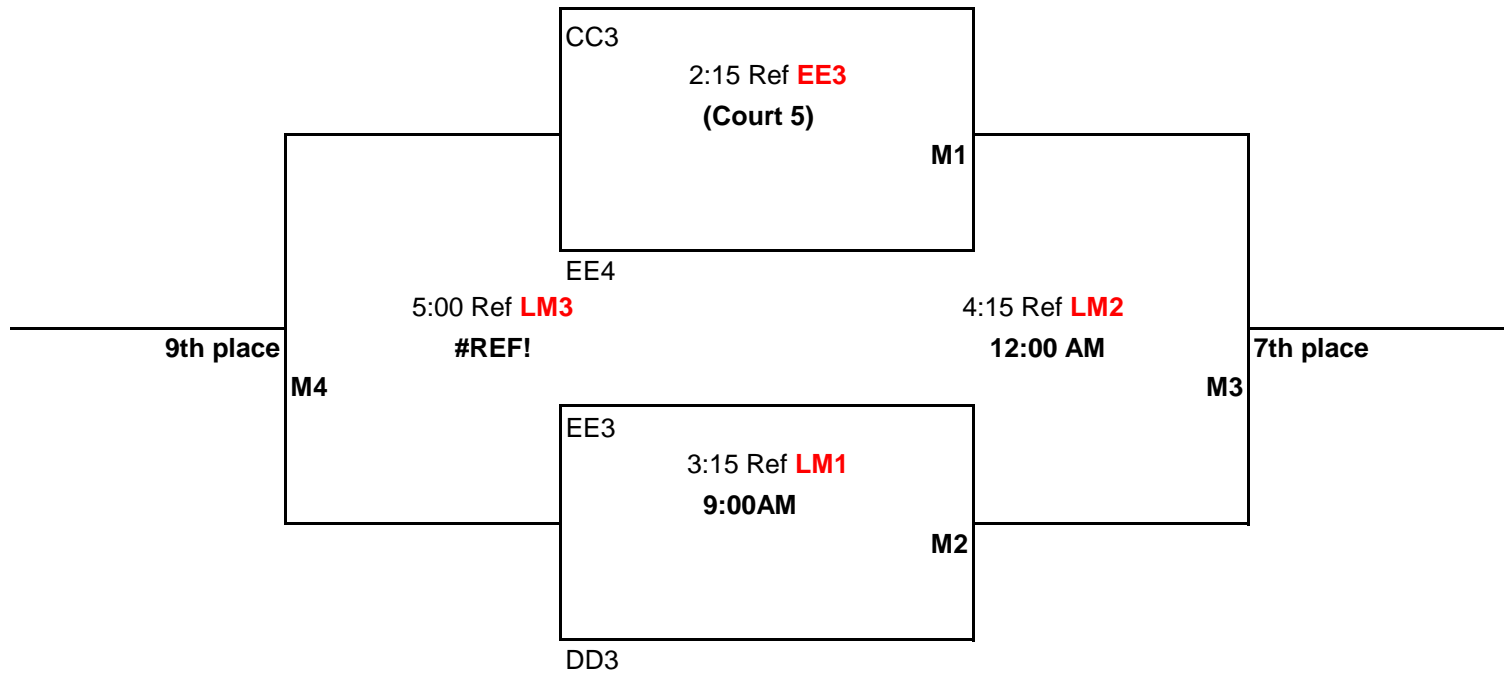 CC3
2:15 Ref EE3
(Court 5)
M1
EE4
5:00 Ref LM3
4:15 Ref LM2
9th place
#REF!
12:00 AM
7th place
M4
M3
EE3
3:15 Ref LM1
9:00AM
M2
DD3